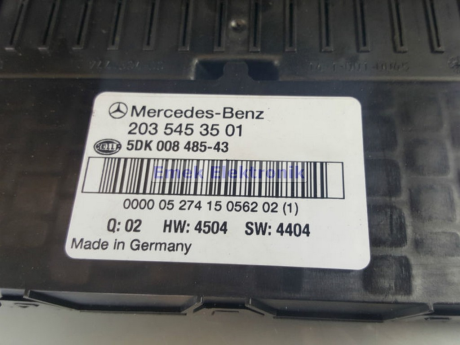 Mercedes-Benz
203 545 35 01
5DK 008 485-43
Emek Elektronik
0000 05 274 15 0562 02 (1)
Q: 02 HW: 4504 SW: 4404
Made in Germany